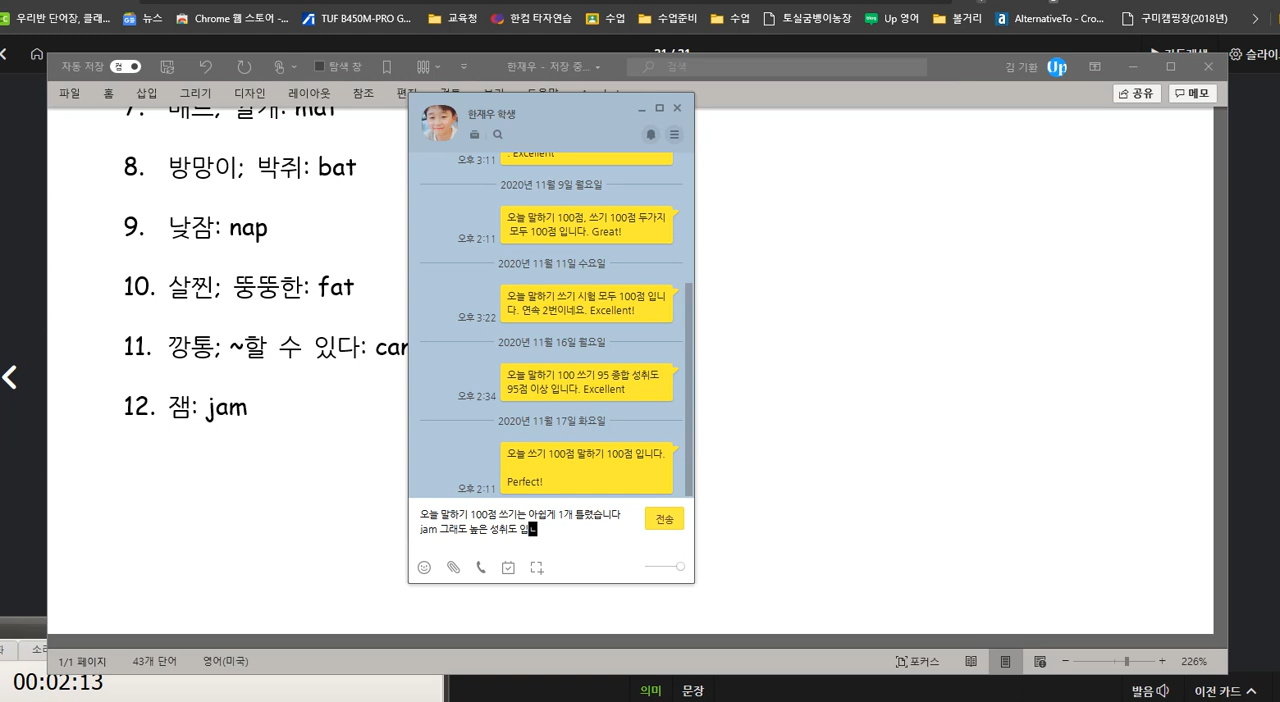 우리반 단어장, 클래... 뉴스 Chrome 웹 스토어 -... TUF B450M-PRO G... 교육청 한컴 타자연습 수업 수업준비 수업 토실굼벵이농장 Up 영어 볼거리 AlternativeTo - Cro... 구미캠핑장(2018년)
자동 저장 탐색 창 한재우 - 저장 중... 검색 김 기환 Up
파일 홈 삽입 그리기 디자인 레이아웃 참조 공유 메모
7. 매트, 깔개: mat
8. 방망이; 박쥐: bat
9. 낮잠: nap
10. 살찐; 뚱뚱한: fat
11. 깡통; ~할 수 있다: can
12. 잼: jam
한재우 학생
오후 3:11 . Excellent
2020년 11월 9일 월요일
오늘 말하기 100점, 쓰기 100점 두가지
모두 100점 입니다. Great!
오후 2:11
2020년 11월 11일 수요일
오늘 말하기 쓰기 시험 모두 100점 입니
다. 연속 2번이네요. Excellent!
오후 3:22
2020년 11월 16일 월요일
오늘 말하기 100 쓰기 95 종합 성취도
95점 이상 입니다. Excellent
오후 2:34
2020년 11월 17일 화요일
오늘 쓰기 100점 말하기 100점 입니다.
Perfect!
오후 2:11
오늘 말하기 100점 쓰기는 아쉽게 1개 틀렸습니다
jam 그래도 높은 성취도 입ㄴ
전송
1/1 페이지 43개 단어 영어(미국) 포커스 226%
00:02:13
의미 문장 발음 이전 카드